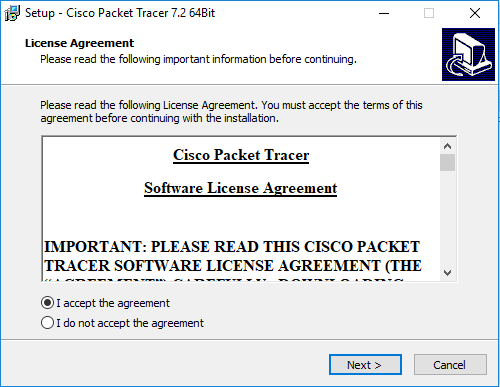 Setup - Cisco Packet Tracer 7.2 64Bit
License Agreement
Please read the following important information before continuing.
Please read the following License Agreement. You must accept the terms of this
agreement before continuing with the installation.
Cisco Packet Tracer
Software License Agreement
IMPORTANT: PLEASE READ THIS CISCO PACKET
TRACER SOFTWARE LICENSE AGREEMENT (THE
“AGREEMENT”) CAREFULLY. DOWNLOADING
I accept the agreement
I do not accept the agreement
Next >
Cancel